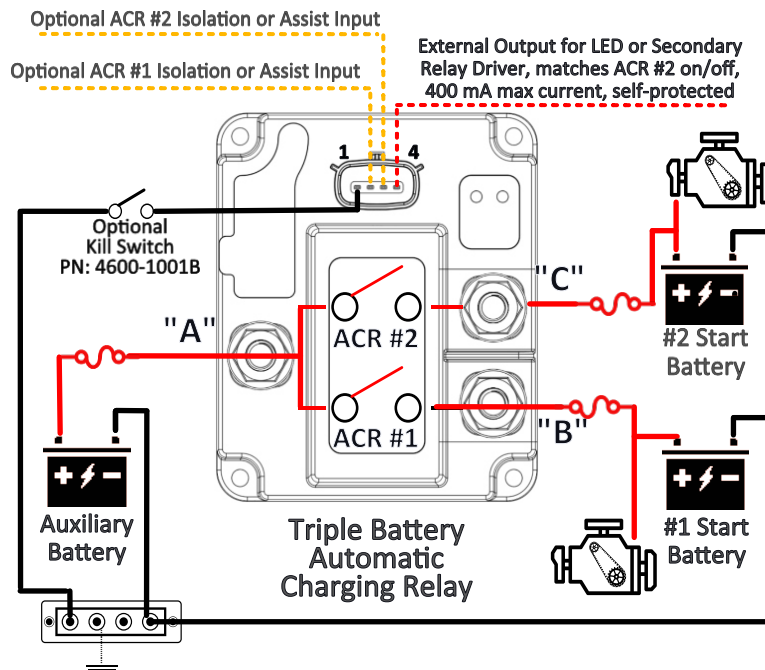 Optional ACR #2 Isolation or Assist Input
External Output for LED or Secondary
Relay Driver, matches ACR #2 on/off,
400 mA max current, self-protected
Optional ACR #1 Isolation or Assist Input
1
4
Optional
Kill Switch
PN: 4600-1001B
"A"
"C"
ACR #2
#2 Start
Battery
"B"
ACR #1
Auxiliary
Battery
#1 Start
Battery
Triple Battery
Automatic
Charging Relay